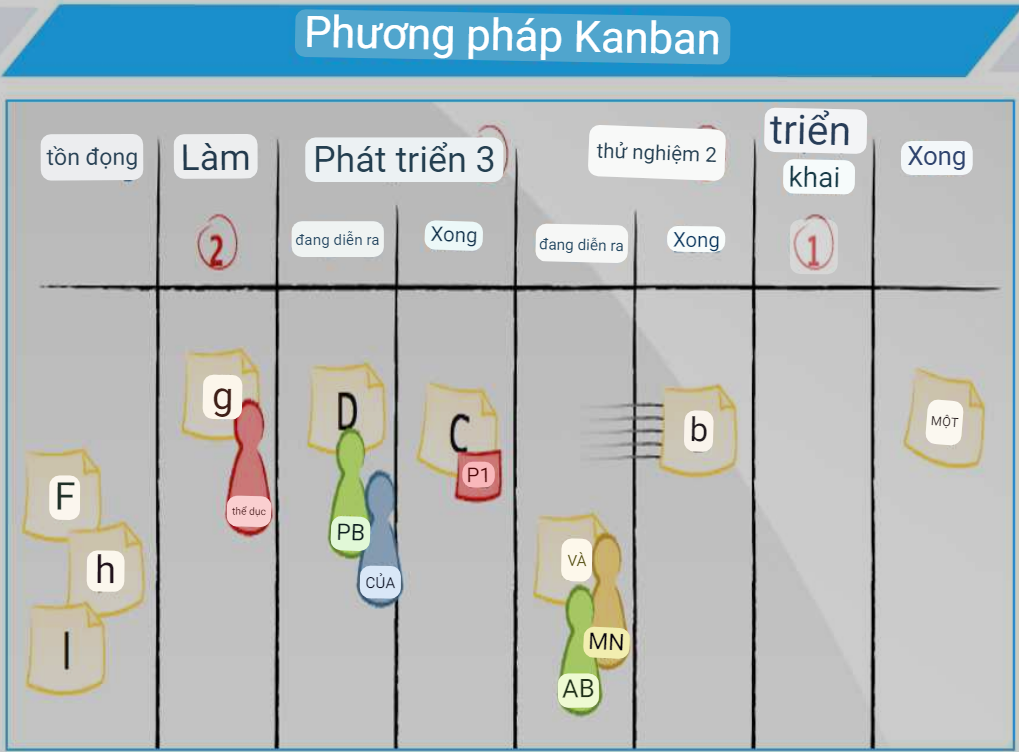 Phương pháp Kanban
tồn đọng
Làm
Phát triển 3
thử nghiệm 2
triển
khai
Xong
2
đang diễn ra
Xong
đang diễn ra
Xong
1
g
D
C
P1
b
MỘT
thể dục
F
PB
h
CỦA
VÀ
MN
AB
I